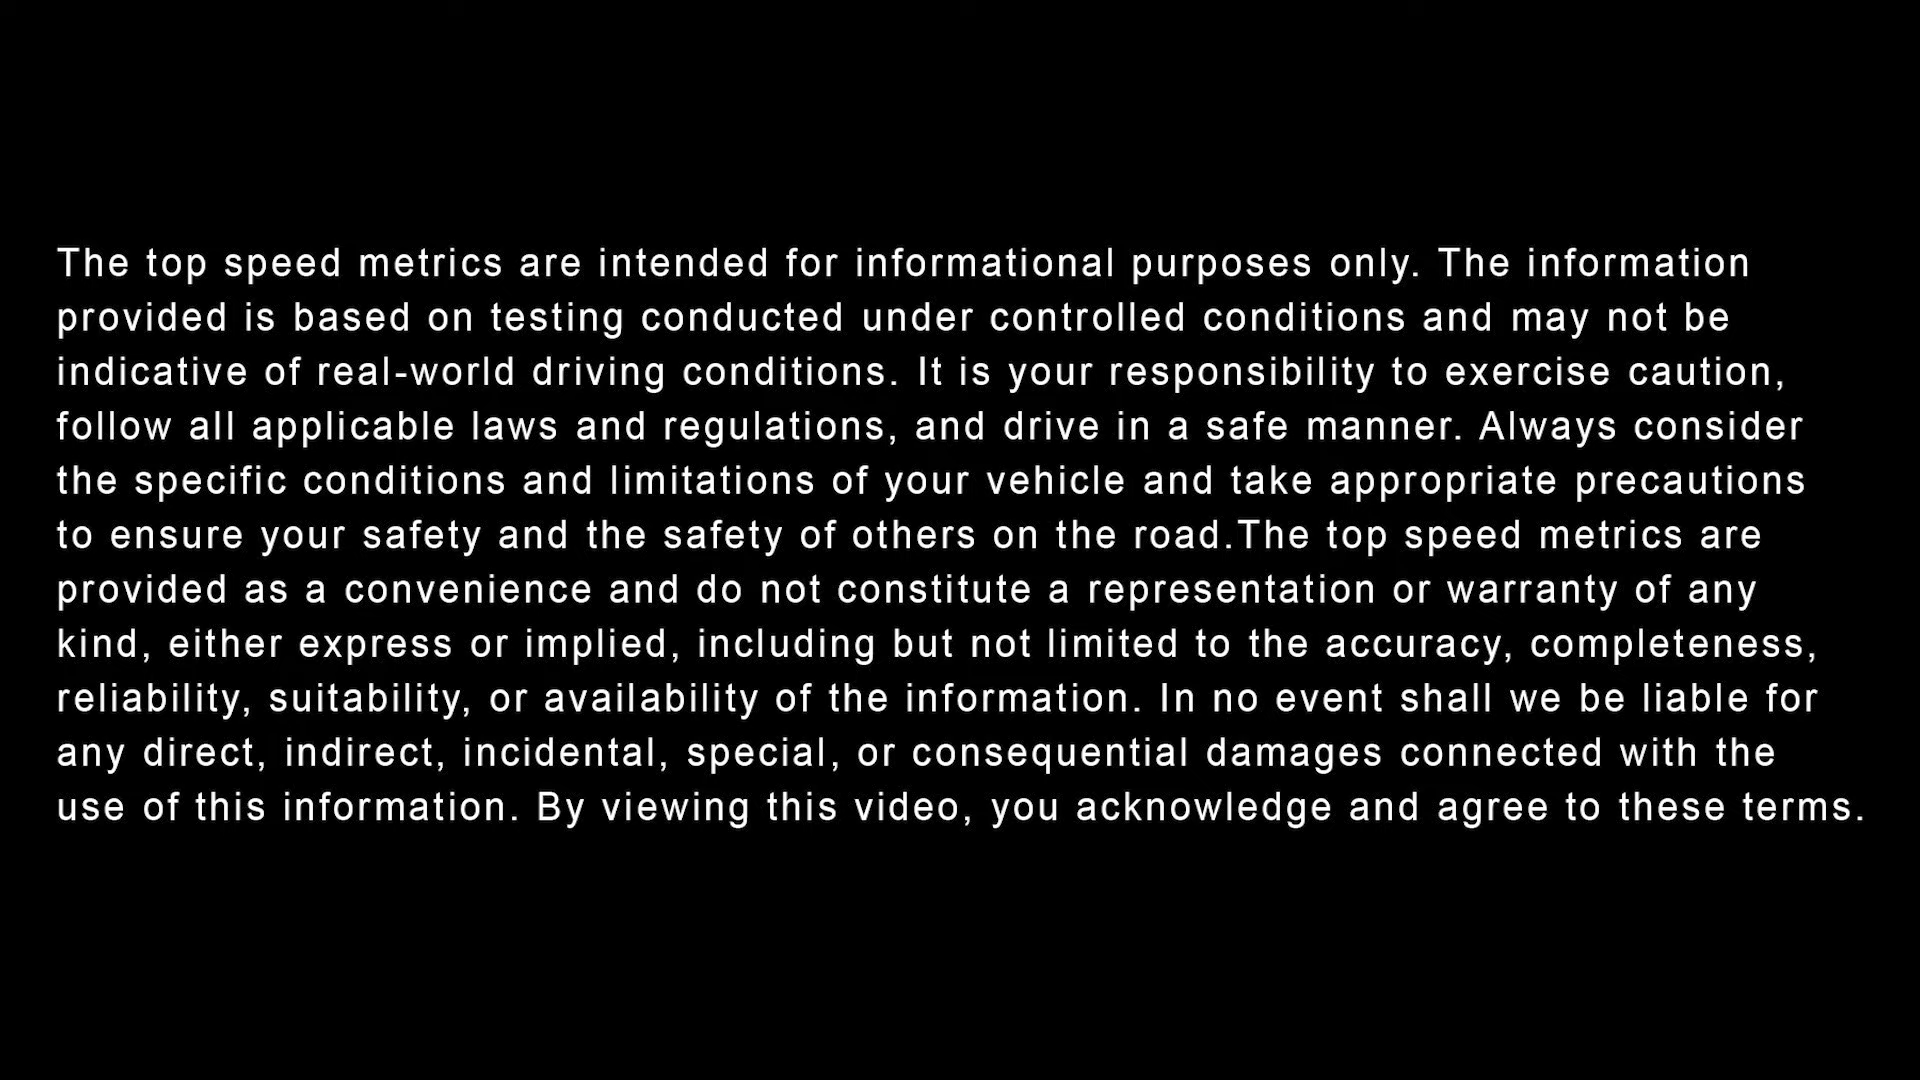 The top speed metrics are intended for informational purposes only. The information
provided is based on testing conducted under controlled conditions and may not be
indicative of real-world driving conditions. It is your responsibility to exercise caution,
follow all applicable laws and regulations, and drive in a safe manner. Always consider
the specific conditions and limitations of your vehicle and take appropriate precautions
to ensure your safety and the safety of others on the road.The top speed metrics are
provided as a convenience and do not constitute a representation or warranty of any
kind, either express or implied, including but not limited to the accuracy, completeness,
reliability, suitability, or availability of the information. In no event shall we be liable for
any direct, indirect, incidental, special, or consequential damages connected with the
use of this information. By viewing this video, you acknowledge and agree to these terms.